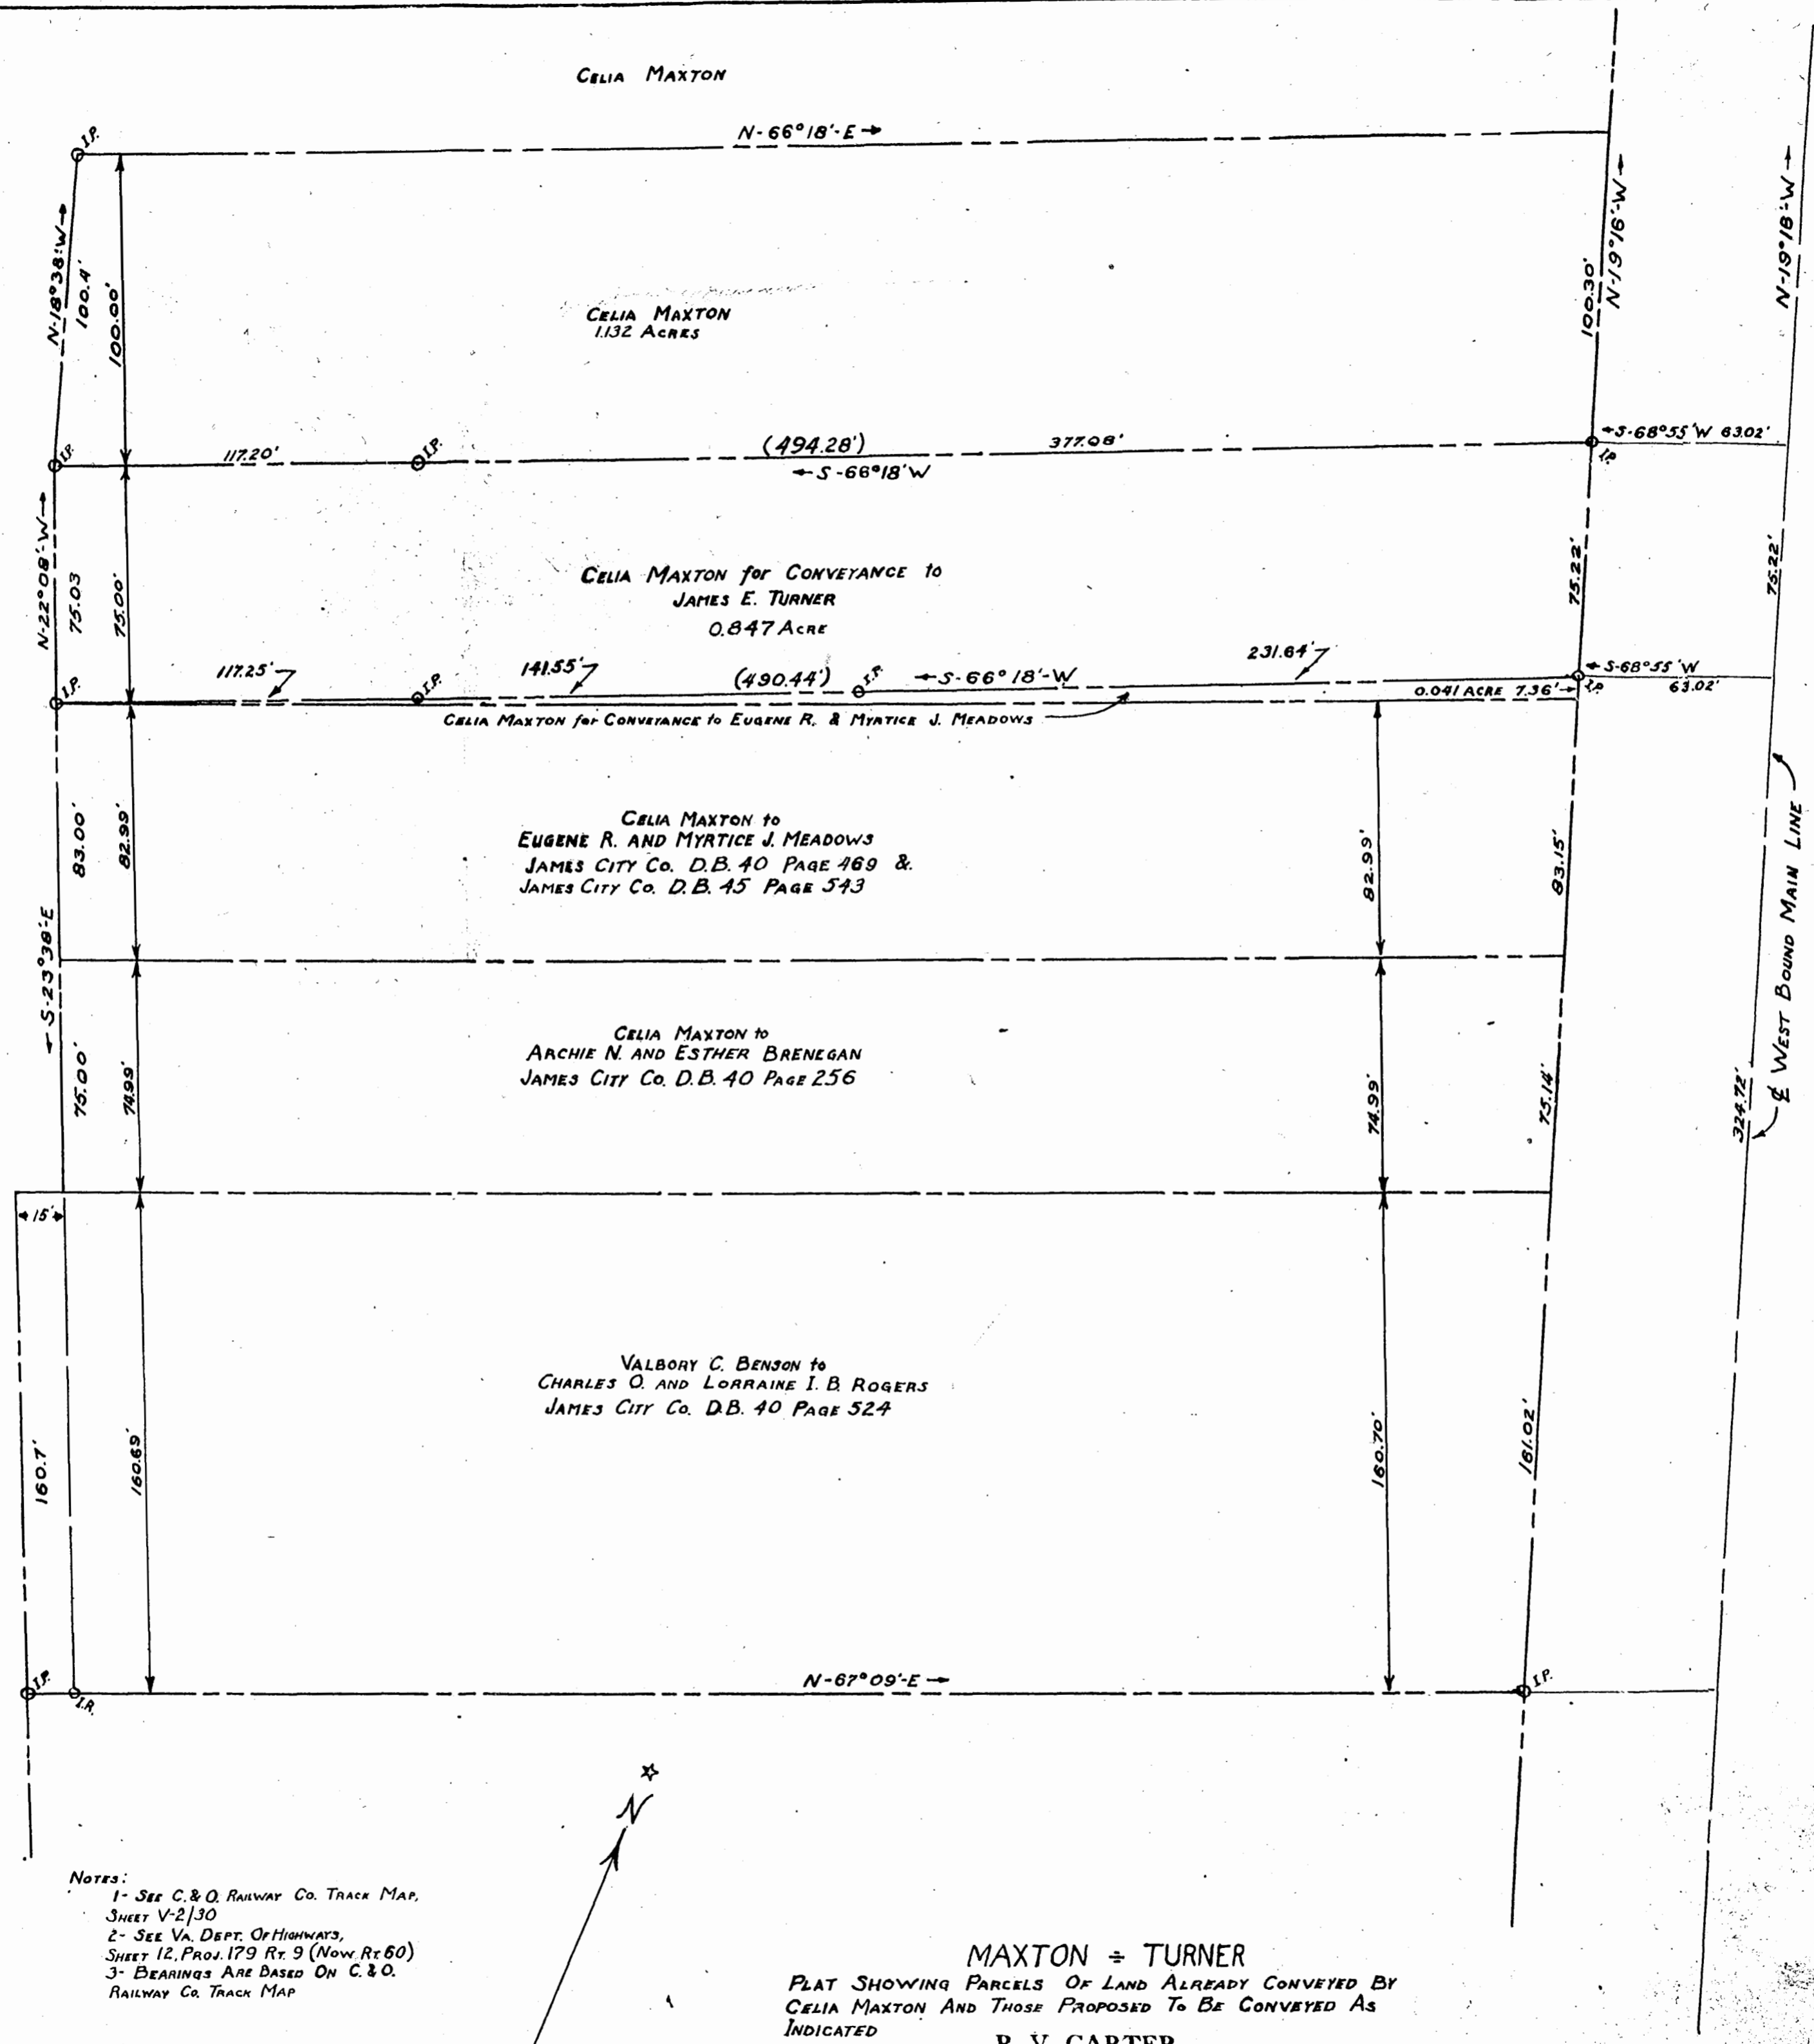 CELIA MAXTON
N-66°18'-E →
I.P.
N-18°38'-W →
100.4'
100.00'
CELIA MAXTON
1.132 ACRES
100.30'
N-19°16'-W →
N-19°18'-W →
I.P.
117.20'
I.P.
(494.28')
377.08'
← S-66°18'W
← S-68°55'W 63.02'
I.P.
N-22°08'-W →
75.03
75.00'
CELIA MAXTON for CONVEYANCE to
JAMES E. TURNER
0.847 ACRE
75.22'
75.22'
I.P.
117.25'
I.P.
141.55'
(490.44')
I.P.
← S-66°18'-W
231.64'
← S-68°55'W
63.02'
I.P.
0.041 ACRE 7.36' →
CELIA MAXTON for CONVEYANCE to EUGENE R. & MYRTICE J. MEADOWS
83.00'
82.99'
CELIA MAXTON to
EUGENE R. AND MYRTICE J. MEADOWS
JAMES CITY CO. D.B. 40 PAGE 469 &
JAMES CITY CO. D.B. 45 PAGE 543
82.99'
83.15'
℄ WEST BOUND MAIN LINE
← S-23°38'-E
75.00'
74.99'
CELIA MAXTON to
ARCHIE N. AND ESTHER BRENEGAN
JAMES CITY CO. D.B. 40 PAGE 256
74.99'
75.14'
324.72'
15'
160.7'
160.69'
VALBORY C. BENSON to
CHARLES O. AND LORRAINE I. B. ROGERS
JAMES CITY CO. D.B. 40 PAGE 524
160.70'
161.02'
I.P.
I.R.
N-67°09'-E →
I.P.
N
NOTES:
1- SEE C. & O. RAILWAY CO. TRACK MAP,
SHEET V-2/30
2- SEE VA. DEPT. OF HIGHWAYS,
SHEET 12, PROJ. 179 RT. 9 (NOW RT 60)
3- BEARINGS ARE BASED ON C. & O.
RAILWAY CO. TRACK MAP
MAXTON ÷ TURNER
PLAT SHOWING PARCELS OF LAND ALREADY CONVEYED BY
CELIA MAXTON AND THOSE PROPOSED TO BE CONVEYED AS
INDICATED
R. V. CARTER